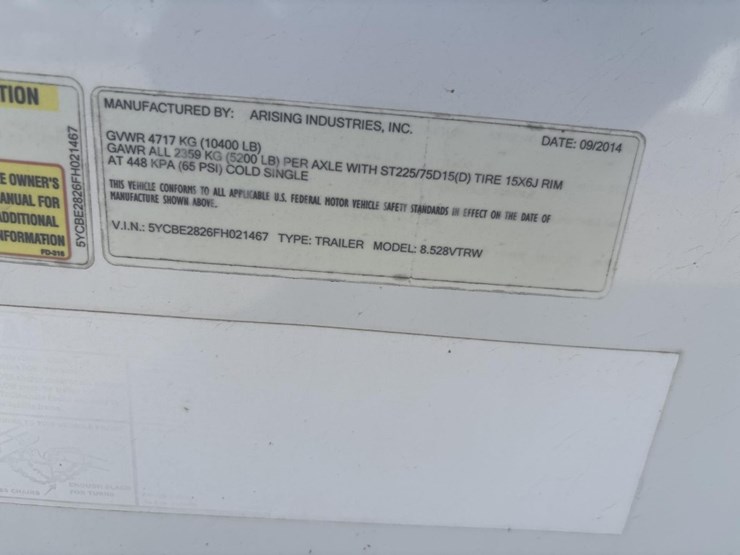 TION
E OWNER'S
ANUAL FOR
DDITIONAL
FORMATION
5YCBE2826FH021467
MANUFACTURED BY: ARISING INDUSTRIES, INC.
DATE: 09/2014
GVWR 4717 KG (10400 LB)
GAWR ALL 2359 KG (5200 LB) PER AXLE WITH ST225/75D15(D) TIRE 15X6J RIM
AT 448 KPA (65 PSI) COLD SINGLE
THIS VEHICLE CONFORMS TO ALL APPLICABLE U.S. FEDERAL MOTOR VEHICLE SAFETY STANDARDS IN EFFECT ON THE DATE OF
MANUFACTURE SHOWN ABOVE.
V.I.N.: 5YCBE2826FH021467 TYPE: TRAILER MODEL: 8.528VTRW